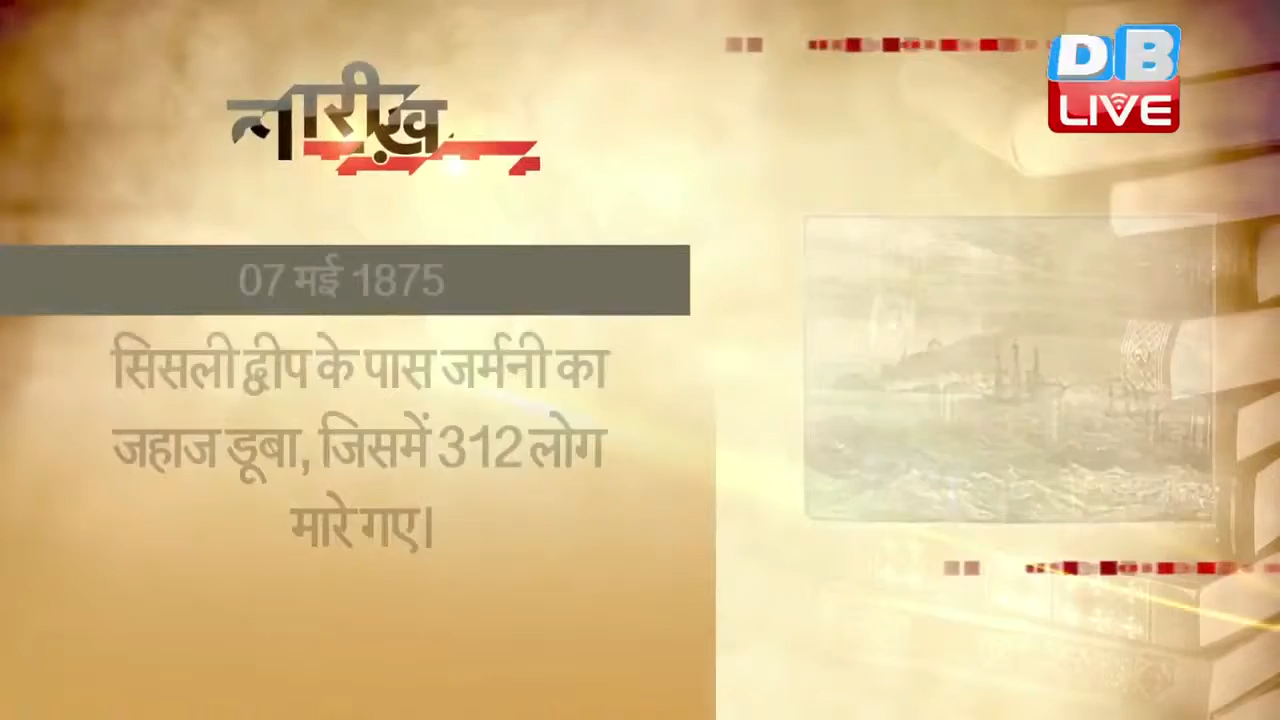 तारीख़
DB
LIVE
07 मई 1875
सिसली द्वीप के पास जर्मनी का
जहाज डूबा, जिसमें 312 लोग
मारे गए।